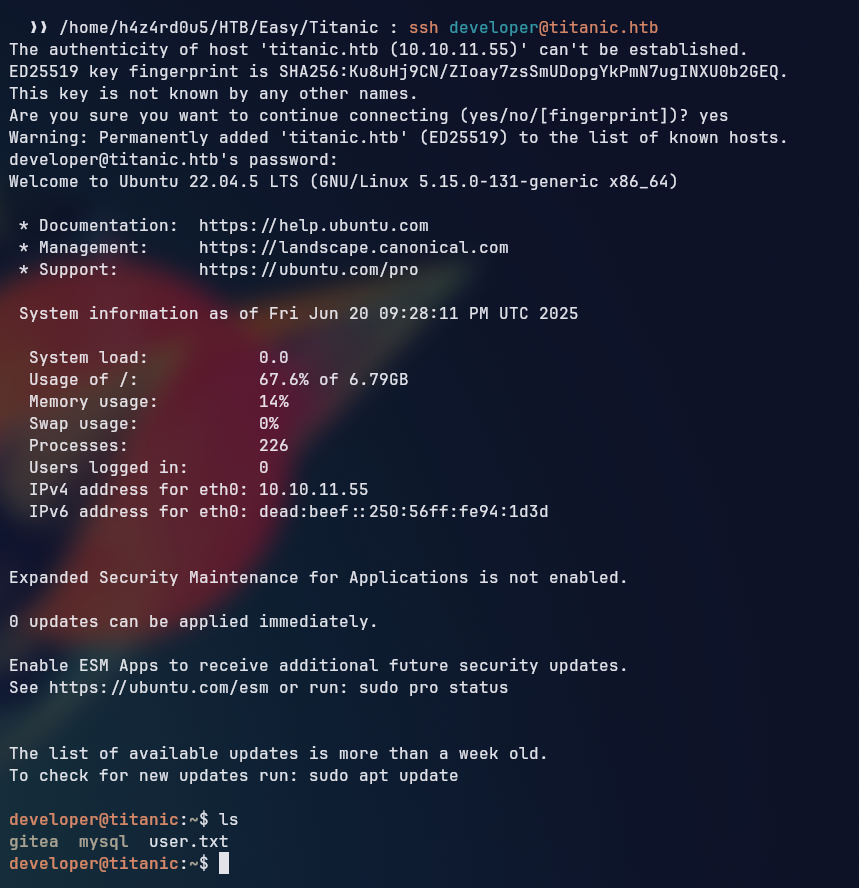 ⟫ /home/h4z4rd0u5/HTB/Easy/Titanic : ssh developer@titanic.htb
The authenticity of host 'titanic.htb (10.10.11.55)' can't be established.
ED25519 key fingerprint is SHA256:Ku8uHj9CN/ZIoay7zsSmUDopgYkPmN7ugINXU0b2GEQ.
This key is not known by any other names.
Are you sure you want to continue connecting (yes/no/[fingerprint])? yes
Warning: Permanently added 'titanic.htb' (ED25519) to the list of known hosts.
developer@titanic.htb's password:
Welcome to Ubuntu 22.04.5 LTS (GNU/Linux 5.15.0-131-generic x86_64)
* Documentation:  https://help.ubuntu.com
* Management:     https://landscape.canonical.com
* Support:        https://ubuntu.com/pro
System information as of Fri Jun 20 09:28:11 PM UTC 2025
System load:           0.0
Usage of /:            67.6% of 6.79GB
Memory usage:          14%
Swap usage:            0%
Processes:             226
Users logged in:       0
IPv4 address for eth0: 10.10.11.55
IPv6 address for eth0: dead:beef::250:56ff:fe94:1d3d
Expanded Security Maintenance for Applications is not enabled.
0 updates can be applied immediately.
Enable ESM Apps to receive additional future security updates.
See https://ubuntu.com/esm or run: sudo pro status
The list of available updates is more than a week old.
To check for new updates run: sudo apt update
developer@titanic:~$ ls
gitea  mysql  user.txt
developer@titanic:~$